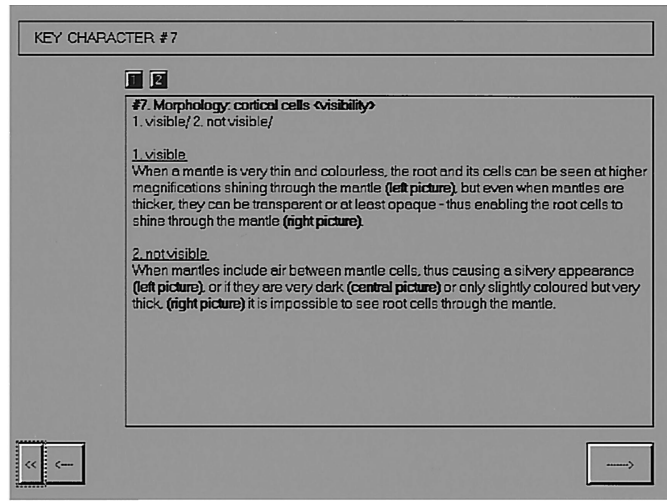 KEY CHARACTER #7
1 2
#7. Morphology: cortical cells <visibility>
1. visible/ 2. not visible/
1. visible
When a mantle is very thin and colourless, the root and its cells can be seen at higher
magnifications shining through the mantle (left picture), but even when mantles are
thicker, they can be transparent or at least opaque - thus enabling the root cells to
shine through the mantle (right picture).
2. not visible
When mantles include air between mantle cells, thus causing a silvery appearance
(left picture), or if they are very dark (central picture) or only slightly coloured but very
thick, (right picture) it is impossible to see root cells through the mantle.
<< <--- ----->